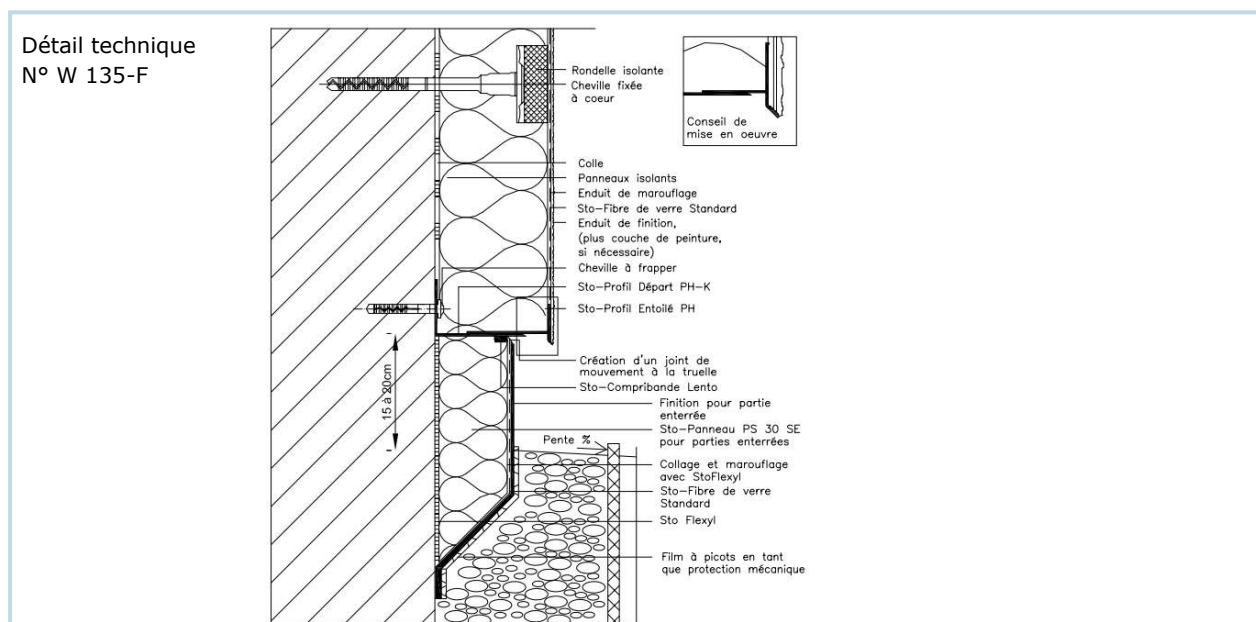 Détail technique
N° W 135-F
Rondelle isolante
Cheville fixée
à coeur
Conseil de
mise en oeuvre
Colle
Panneaux isolants
Enduit de marouflage
Sto-Fibre de verre Standard
Enduit de finition,
(plus couche de peinture,
si nécessaire)
Cheville à frapper
Sto-Profil Départ PH-K
Sto-Profil Entoilé PH
Création d'un joint de
mouvement à la truelle
Sto-Compribande Lento
15 à 20cm
Finition pour partie
enterrée
Sto-Panneau PS 30 SE
pour parties enterrées
Pente %
Collage et marouflage
avec StoFlexyl
Sto-Fibre de verre
Standard
Sto Flexyl
Film à picots en tant
que protection mécanique